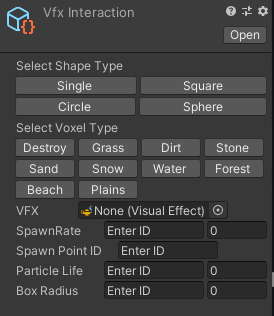 Vfx Interaction
Open
Select Shape Type
Single Square
Circle Sphere
Select Voxel Type
Destroy Grass Dirt Stone
Sand Snow Water Forest
Beach Plains
VFX None (Visual Effect)
SpawnRate Enter ID 0
Spawn Point ID Enter ID
Particle Life Enter ID 0
Box Radius Enter ID 0